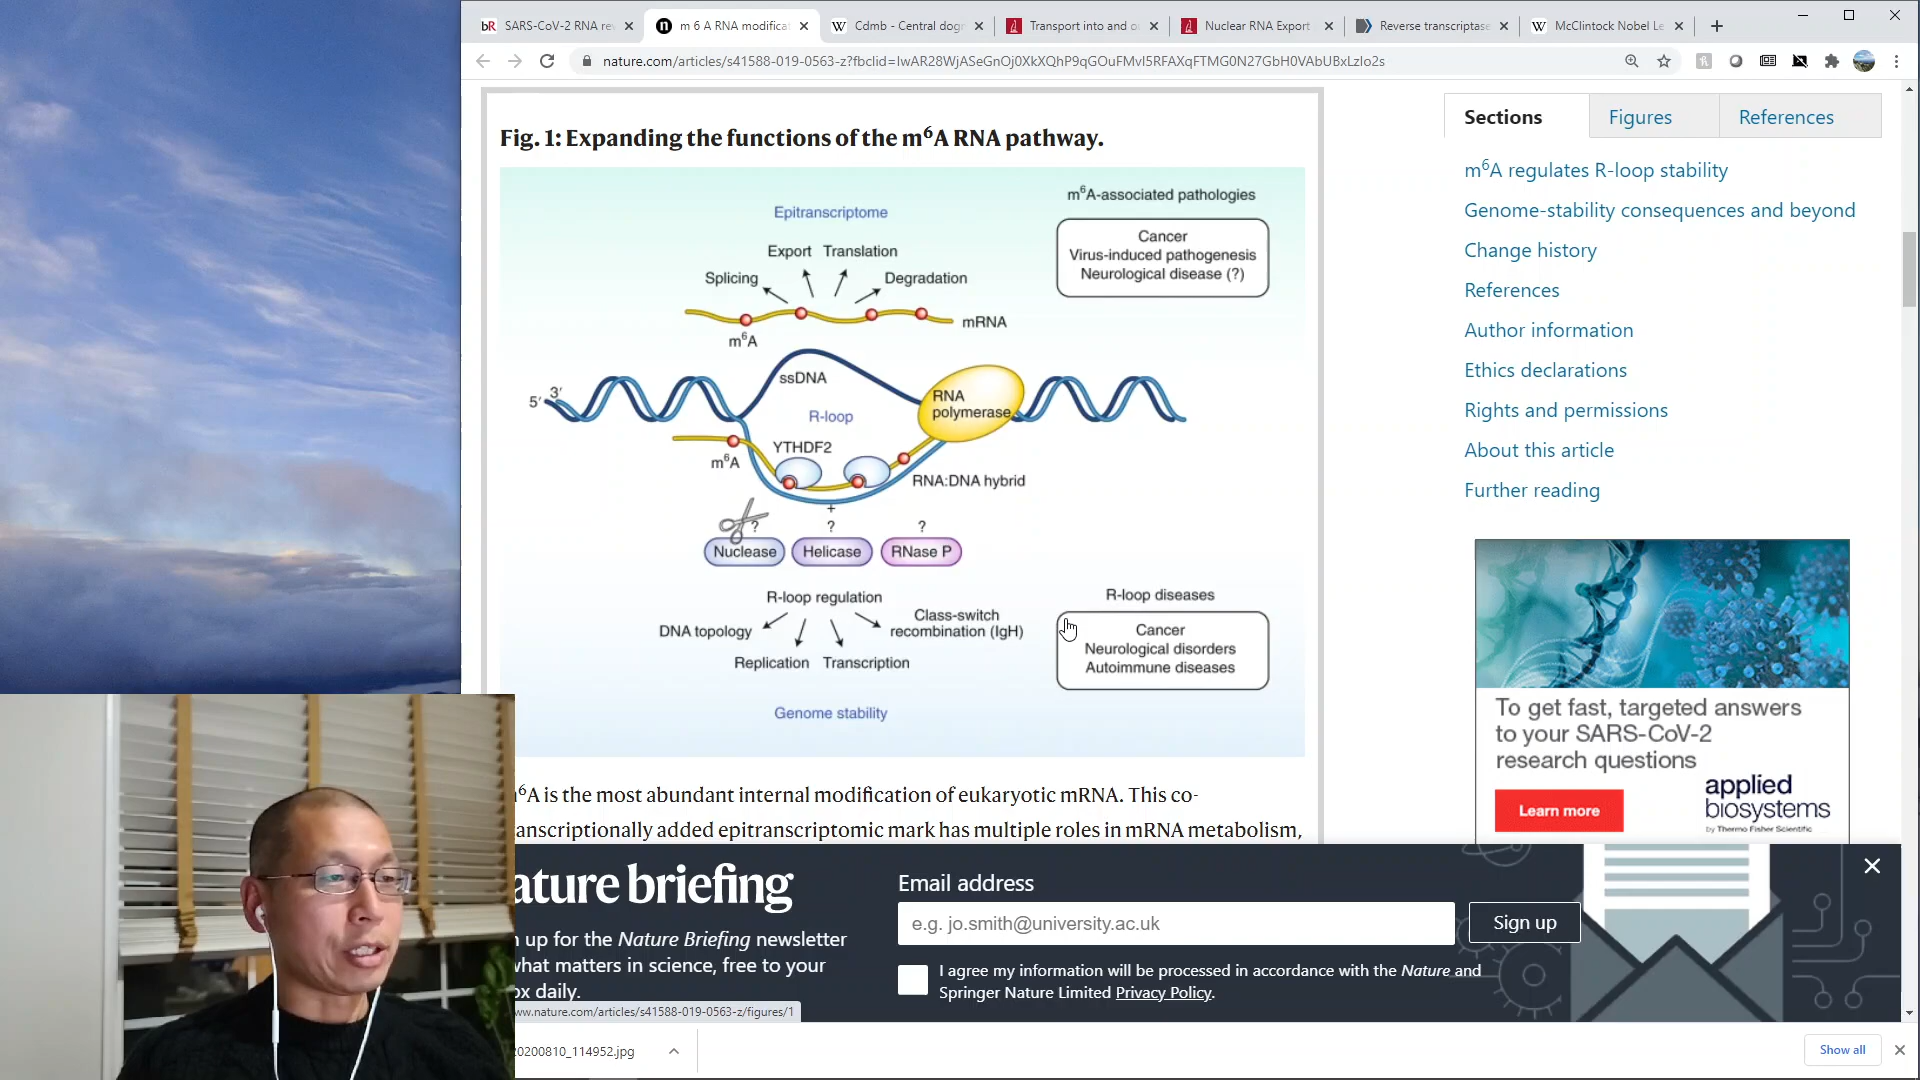 bR SARS-CoV-2 RNA re
m 6 A RNA modifica
Cdmb - Central dog
Transport into and o
Nuclear RNA Export
Reverse transcriptase
McClintock Nobel Le
nature.com/articles/s41588-019-0563-z?fbclid=IwAR28WjASeGnOj0XkXQhP9qGOuFMvI5RFAXqFTMG0N27GbH0VAbUBxLzIo2s
Fig. 1: Expanding the functions of the m⁶A RNA pathway.
m⁶A-associated pathologies
Cancer
Virus-induced pathogenesis
Neurological disease (?)
Epitranscriptome
Export Translation
Splicing Degradation
mRNA
m⁶A
ssDNA
5′ 3′
RNA
polymerase
R-loop
YTHDF2
m⁶A
RNA:DNA hybrid
+
? ? ?
Nuclease Helicase RNase P
R-loop regulation
DNA topology
Class-switch
recombination (IgH)
Replication Transcription
Genome stability
R-loop diseases
Cancer
Neurological disorders
Autoimmune diseases
⁶A is the most abundant internal modification of eukaryotic mRNA. This co-
anscriptionally added epitranscriptomic mark has multiple roles in mRNA metabolism,
Sections Figures References
m⁶A regulates R-loop stability
Genome-stability consequences and beyond
Change history
References
Author information
Ethics declarations
Rights and permissions
About this article
Further reading
To get fast, targeted answers
to your SARS-CoV-2
research questions
Learn more
applied
biosystems
by Thermo Fisher Scientific
ature briefing
n up for the Nature Briefing newsletter
what matters in science, free to your
ox daily.
Email address
e.g. jo.smith@university.ac.uk
Sign up
I agree my information will be processed in accordance with the Nature and
Springer Nature Limited Privacy Policy.
ww.nature.com/articles/s41588-019-0563-z/figures/1
20200810_114952.jpg
Show all